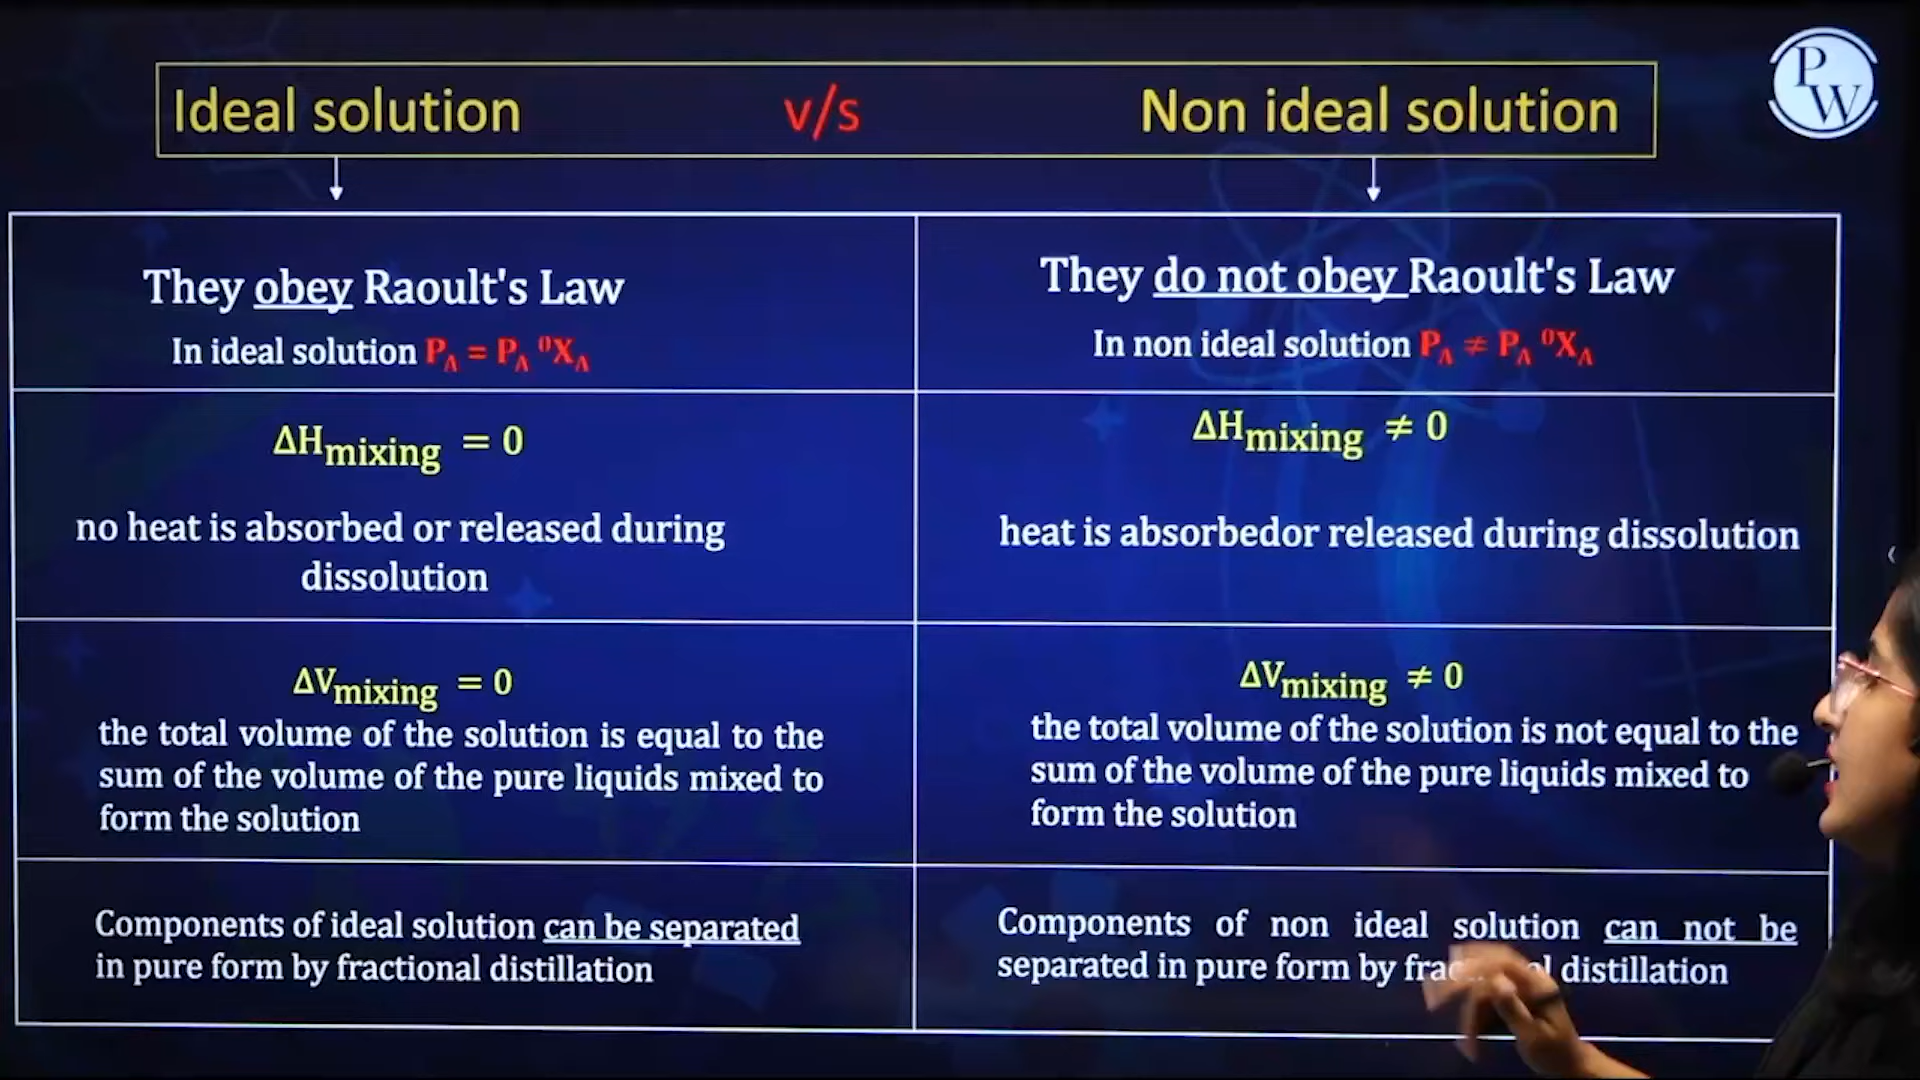 PW
Ideal solution v/s Non ideal solution
They obey Raoult's Law
In ideal solution P_A = P_A ⁰X_A
They do not obey Raoult's Law
In non ideal solution P_A ≠ P_A ⁰X_A
ΔHmixing = 0
no heat is absorbed or released during
dissolution
ΔHmixing ≠ 0
heat is absorbedor released during dissolution
ΔVmixing = 0
the total volume of the solution is equal to the
sum of the volume of the pure liquids mixed to
form the solution
ΔVmixing ≠ 0
the total volume of the solution is not equal to the
sum of the volume of the pure liquids mixed to
form the solution
Components of ideal solution can be separated
in pure form by fractional distillation
Components of non ideal solution can not be
separated in pure form by distillation